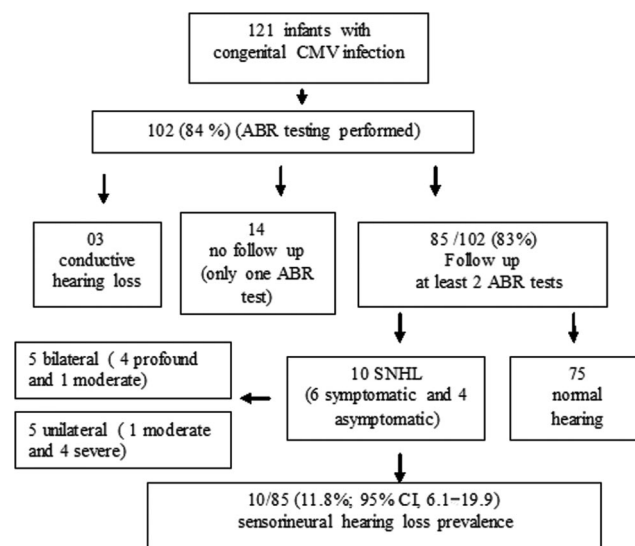 121 infants with
congenital CMV infection
102 (84 %) (ABR testing performed)
03
conductive
hearing loss
14
no follow up
(only one ABR
test)
85 /102 (83%)
Follow up
at least 2 ABR tests
5 bilateral ( 4 profound
and 1 moderate)
5 unilateral ( 1 moderate
and 4 severe)
10 SNHL
(6 symptomatic and 4
asymptomatic)
75
normal
hearing
10/85 (11.8%; 95% CI, 6.1–19.9)
sensorineural hearing loss prevalence